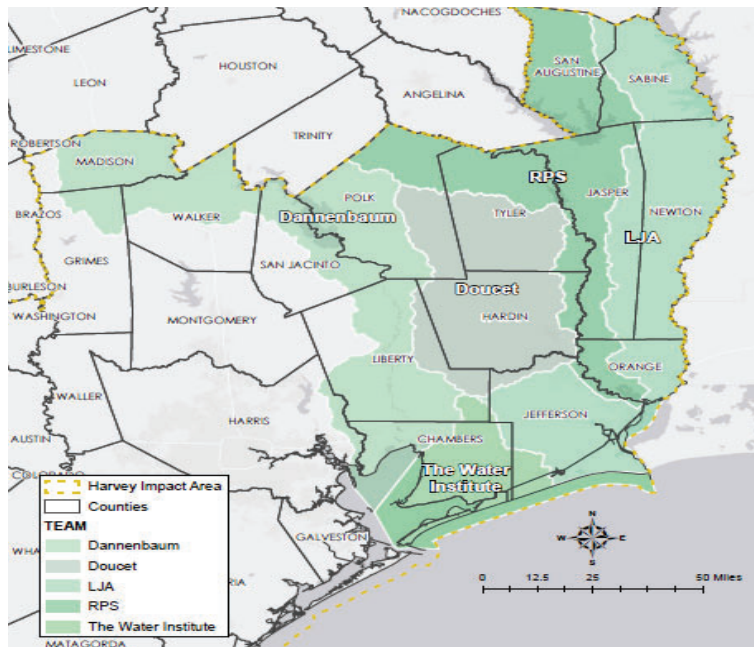 NACOGDOCHES
LIMESTONE
HOUSTON
SAN
AUGUSTINE
SABINE
LEON
ANGELINA
TRINITY
ROBERTSON
MADISON
POLK
RPS
JASPER
BRAZOS
WALKER
Dannenbaum
TYLER
NEWTON
LJA
GRIMES
SAN JACINTO
BURLESON
Doucet
WASHINGTON
MONTGOMERY
HARDIN
LIBERTY
ORANGE
WALLER
HARRIS
JEFFERSON
AUSTIN
CHAMBERS
The Water
Institute
GALVESTON
MATAGORDA
Harvey Impact Area
Counties
TEAM
Dannenbaum
Doucet
LJA
RPS
The Water Institute
N
W E
S
0 12.5 25 50 Miles